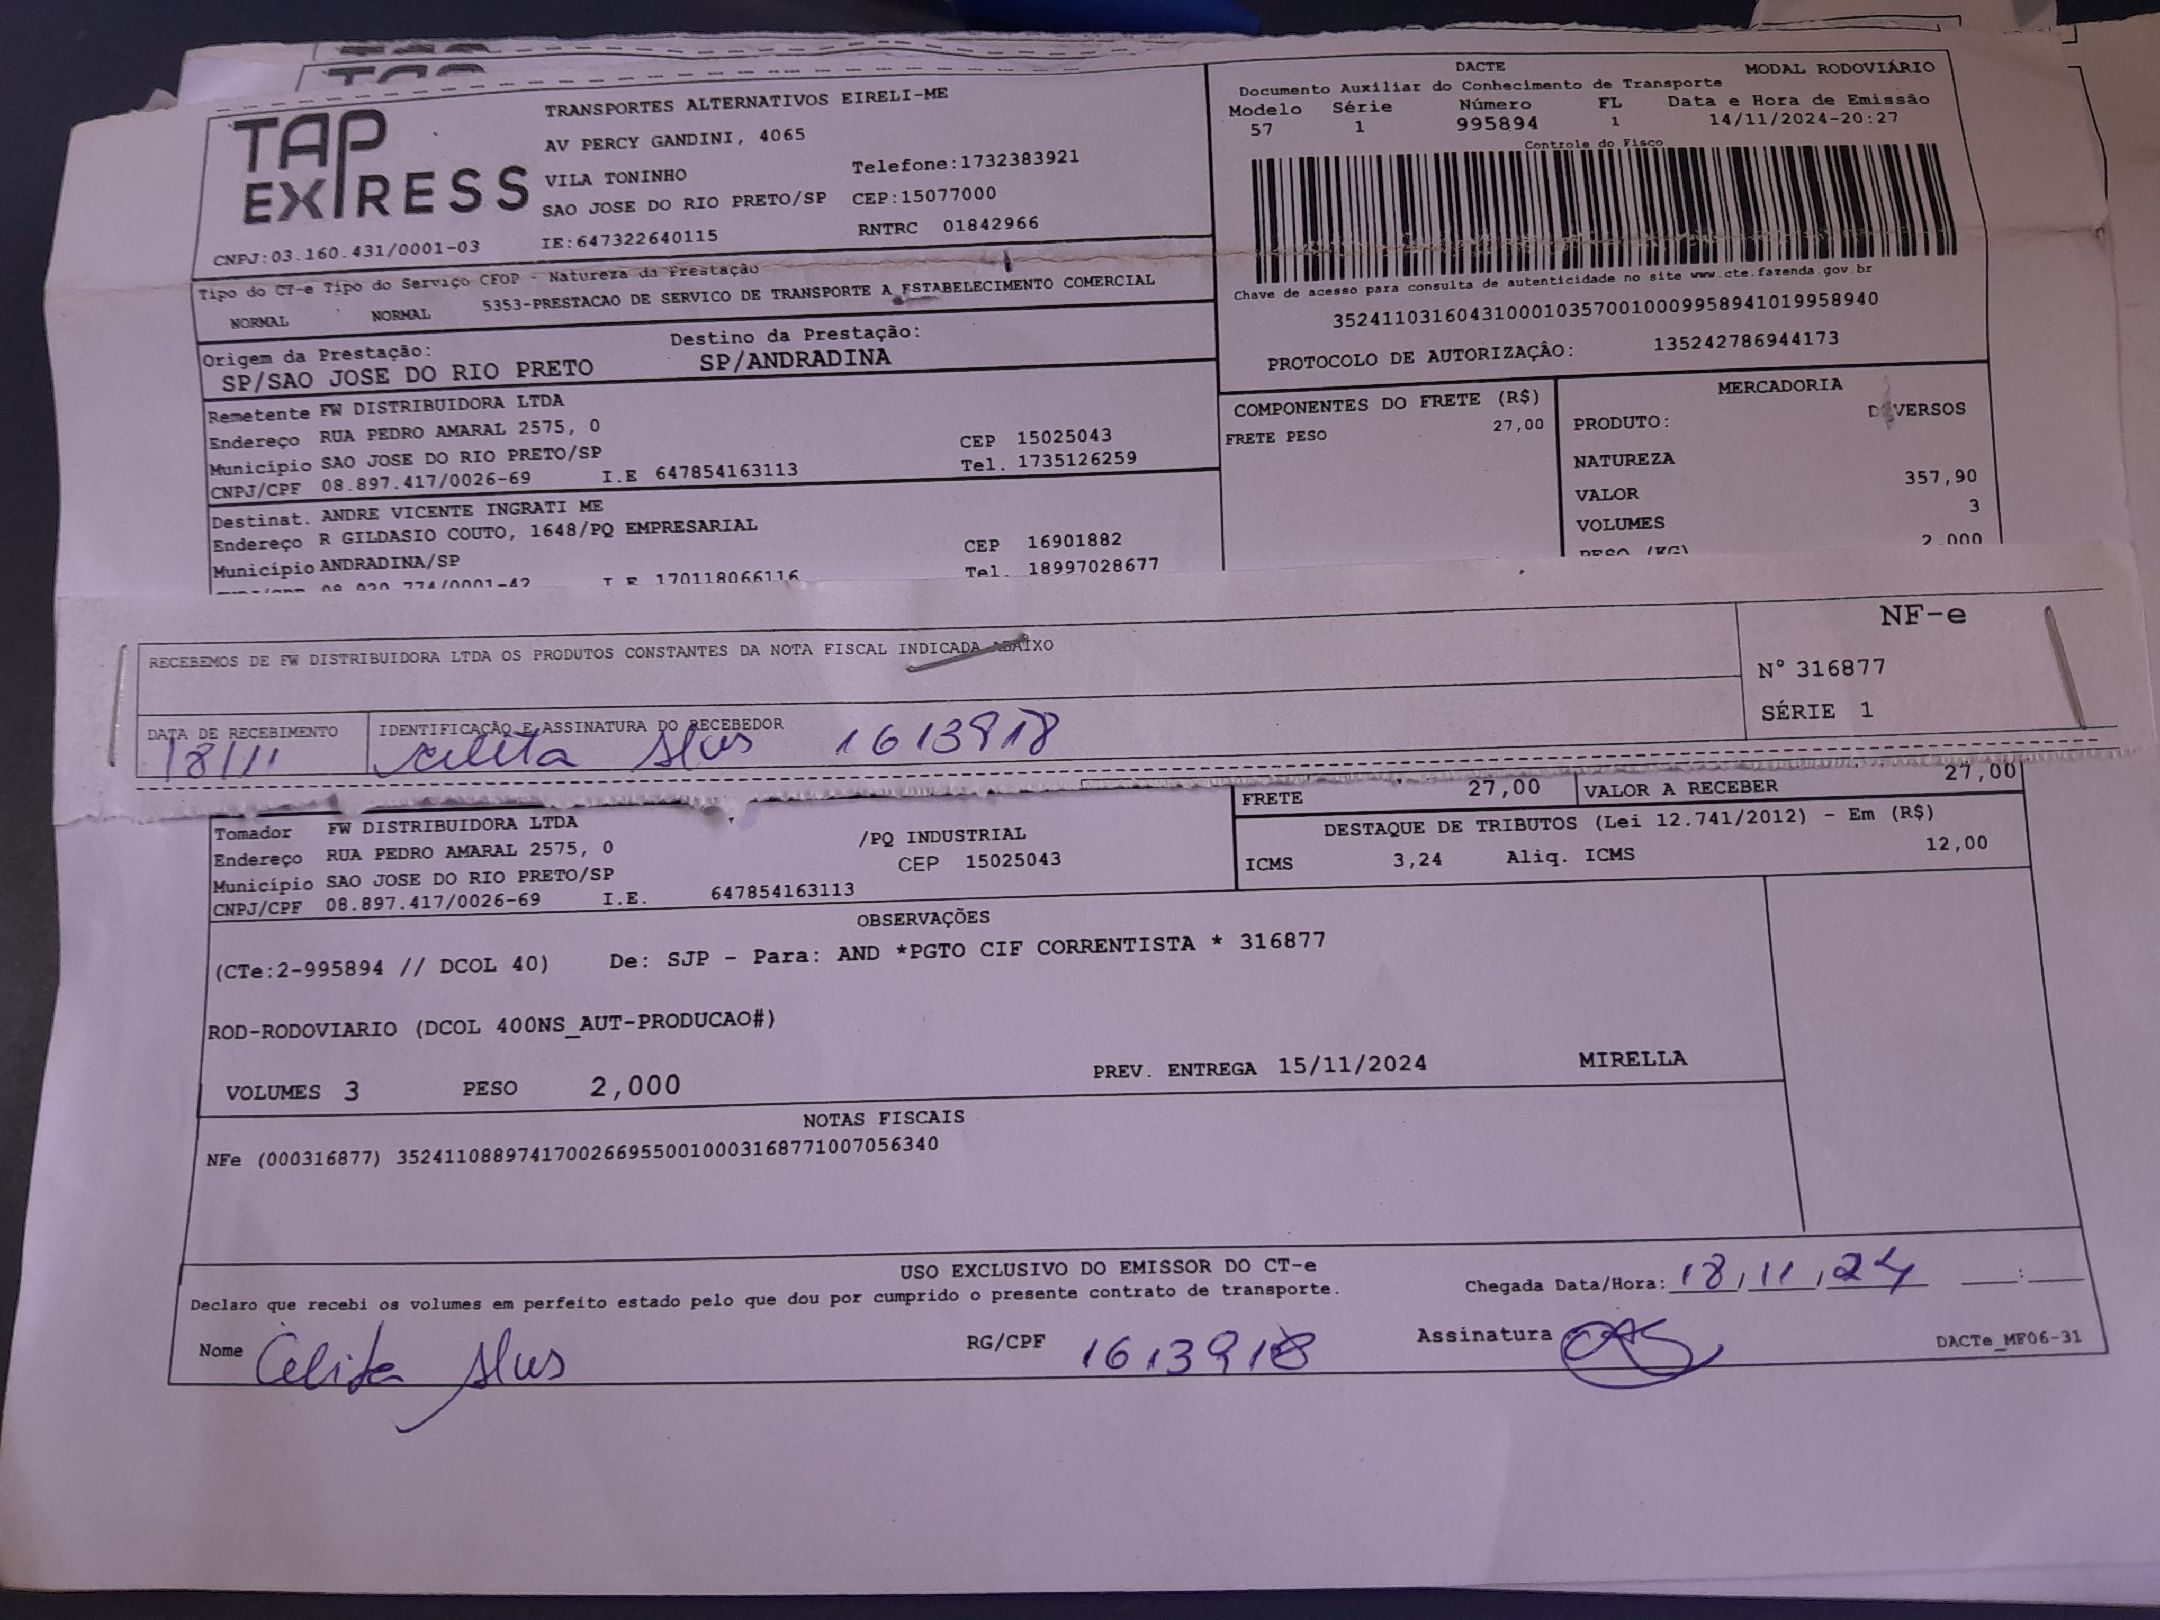 TAP EXPRESS
TRANSPORTES ALTERNATIVOS EIRELI-ME
AV PERCY GANDINI, 4065
VILA TONINHO Telefone:1732383921
SAO JOSE DO RIO PRETO/SP CEP:15077000
CNPJ:03.160.431/0001-03 IE:647322640115 RNTRC 01842966
DACTE MODAL RODOVIÁRIO
Documento Auxiliar do Conhecimento de Transporte
Modelo Série Número FL Data e Hora de Emissão
57 1 995894 1 14/11/2024-20:27
Controle do Fisco
Chave de acesso para consulta de autenticidade no site www.cte.fazenda.gov.br
35241103160431000103570010009958941019958940
PROTOCOLO DE AUTORIZAÇÃO: 135242786944173
Tipo do CT-e Tipo do Serviço CFOP - Natureza da Prestação
NORMAL NORMAL 5353-PRESTACAO DE SERVICO DE TRANSPORTE A ESTABELECIMENTO COMERCIAL
Origem da Prestação: Destino da Prestação:
SP/SAO JOSE DO RIO PRETO SP/ANDRADINA
Remetente FW DISTRIBUIDORA LTDA
Endereço RUA PEDRO AMARAL 2575, 0 CEP 15025043
Município SAO JOSE DO RIO PRETO/SP Tel. 1735126259
CNPJ/CPF 08.897.417/0026-69 I.E 647854163113
Destinat. ANDRE VICENTE INGRATI ME
Endereço R GILDASIO COUTO, 1648/PQ EMPRESARIAL CEP 16901882
Município ANDRADINA/SP Tel. 18997028677
08.920.774/0001-42 I.E 170118066116
COMPONENTES DO FRETE (R$)
FRETE PESO 27,00
MERCADORIA
PRODUTO: DIVERSOS
NATUREZA
VALOR 357,90
VOLUMES 3
PESO (KG) 2.000
RECEBEMOS DE FW DISTRIBUIDORA LTDA OS PRODUTOS CONSTANTES DA NOTA FISCAL INDICADA ABAIXO
NF-e
N° 316877
SÉRIE 1
DATA DE RECEBIMENTO IDENTIFICAÇÃO E ASSINATURA DO RECEBEDOR
18/11 1613918
FRETE 27,00 VALOR A RECEBER 27,00
Tomador FW DISTRIBUIDORA LTDA
Endereço RUA PEDRO AMARAL 2575, 0 /PQ INDUSTRIAL
Município SAO JOSE DO RIO PRETO/SP CEP 15025043
CNPJ/CPF 08.897.417/0026-69 I.E. 647854163113
DESTAQUE DE TRIBUTOS (Lei 12.741/2012) - Em (R$)
ICMS 3,24 Aliq. ICMS 12,00
OBSERVAÇÕES
(CTe:2-995894 // DCOL 40) De: SJP - Para: AND *PGTO CIF CORRENTISTA * 316877
ROD-RODOVIARIO (DCOL 400NS_AUT-PRODUCAO#)
VOLUMES 3 PESO 2,000 PREV. ENTREGA 15/11/2024 MIRELLA
NOTAS FISCAIS
NFe (000316877) 35241108897417002669550010003168771007056340
USO EXCLUSIVO DO EMISSOR DO CT-e
Declaro que recebi os volumes em perfeito estado pelo que dou por cumprido o presente contrato de transporte. Chegada Data/Hora: 18/11/24 __:__
Nome Celita RG/CPF 1613918 Assinatura
DACTe_MF06-31